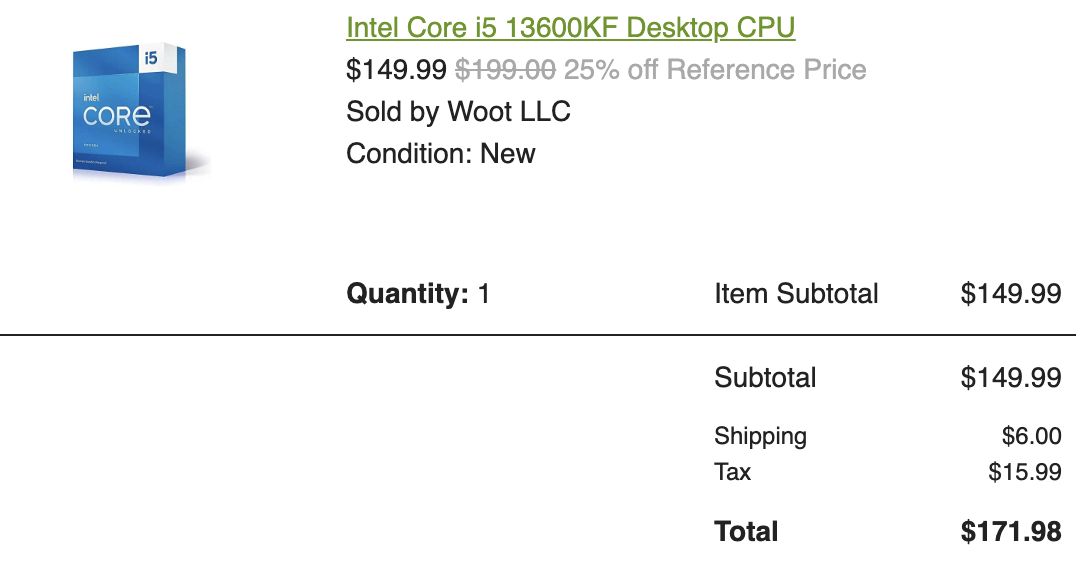 i5
intel
CORE
UNLOCKED
Intel Core i5 13600KF Desktop CPU
$149.99 $199.00 25% off Reference Price
Sold by Woot LLC
Condition: New
Quantity: 1
Item Subtotal $149.99
Subtotal $149.99
Shipping $6.00
Tax $15.99
Total $171.98